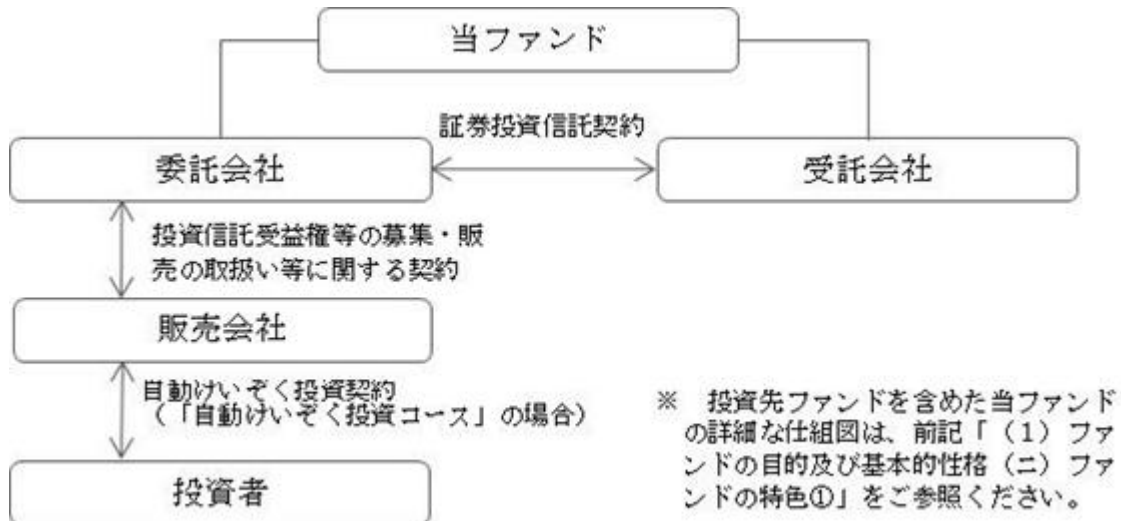 当ファンド
証券投資信託契約
委託会社
受託会社
投資信託受益権等の募集・販
売の取扱い等に関する契約
販売会社
自動けいぞく投資契約
（「自動けいぞく投資コース」の場合）
投資者
※　投資先ファンドを含めた当ファンド
の詳細な仕組図は、前記「（１）ファ
ンドの目的及び基本的性格（ニ）ファ
ンドの特色①」をご参照ください。